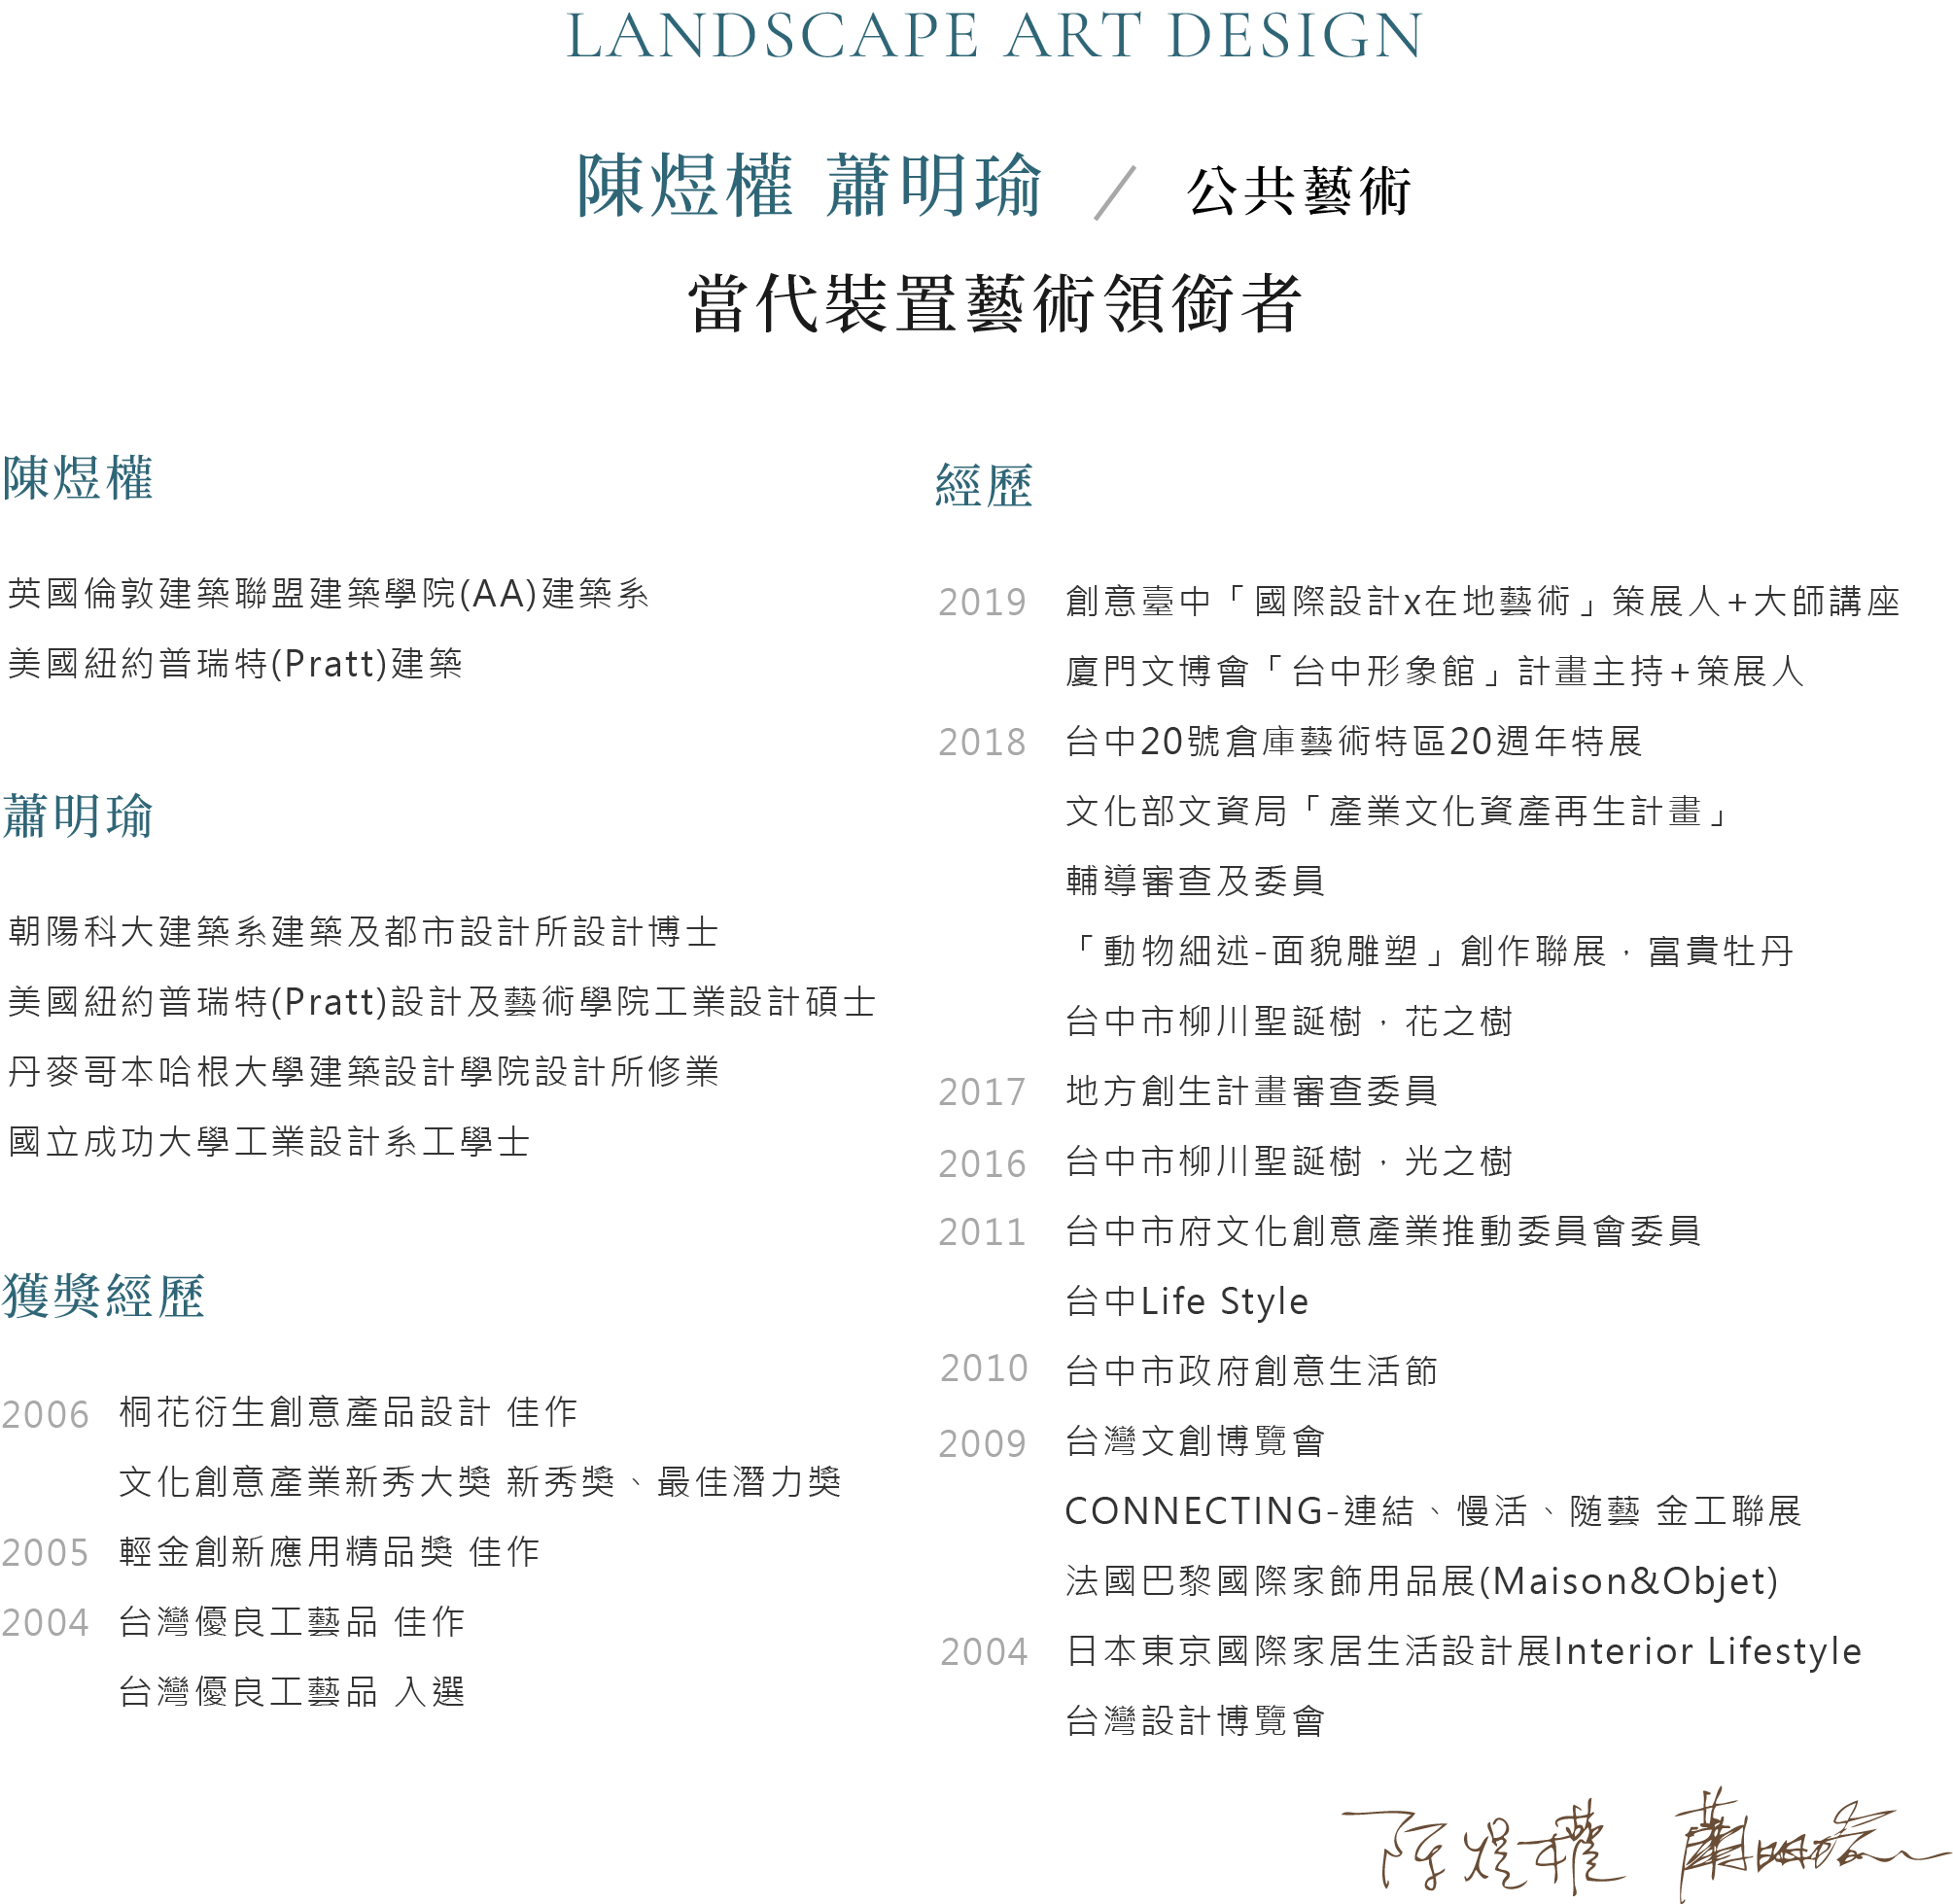 LANDSCAPE ART DESIGN
陳煜權 蕭明瑜 ／ 公共藝術
當代裝置藝術領銜者
陳煜權
英國倫敦建築聯盟建築學院(AA)建築系
美國紐約普瑞特(Pratt)建築
蕭明瑜
朝陽科大建築系建築及都市設計所設計博士
美國紐約普瑞特(Pratt)設計及藝術學院工業設計碩士
丹麥哥本哈根大學建築設計學院設計所修業
國立成功大學工業設計系工學士
獲獎經歷
2006 桐花衍生創意產品設計 佳作
文化創意產業新秀大獎 新秀獎、最佳潛力獎
2005 輕金創新應用精品獎 佳作
2004 台灣優良工藝品 佳作
台灣優良工藝品 入選
經歷
2019 創意臺中「國際設計x在地藝術」策展人+大師講座
廈門文博會「台中形象館」計畫主持+策展人
2018 台中20號倉庫藝術特區20週年特展
文化部文資局「產業文化資產再生計畫」
輔導審查及委員
「動物細述-面貌雕塑」創作聯展，富貴牡丹
台中市柳川聖誕樹，花之樹
2017 地方創生計畫審查委員
2016 台中市柳川聖誕樹，光之樹
2011 台中市府文化創意產業推動委員會委員
台中Life Style
2010 台中市政府創意生活節
2009 台灣文創博覽會
CONNECTING-連結、慢活、随藝 金工聯展
法國巴黎國際家飾用品展(Maison&Objet)
2004 日本東京國際家居生活設計展Interior Lifestyle
台灣設計博覽會
陳煜權 蕭明瑜